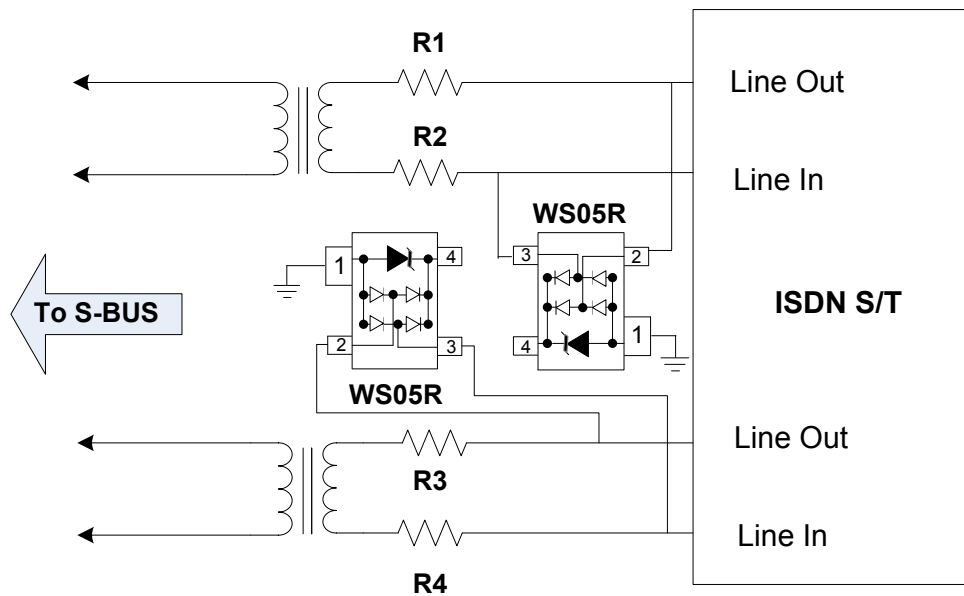 R1
Line Out
R2
Line In
WS05R
3
2
1
4
To S-BUS
ISDN S/T
2
3
4
1
WS05R
Line Out
R3
Line In
R4